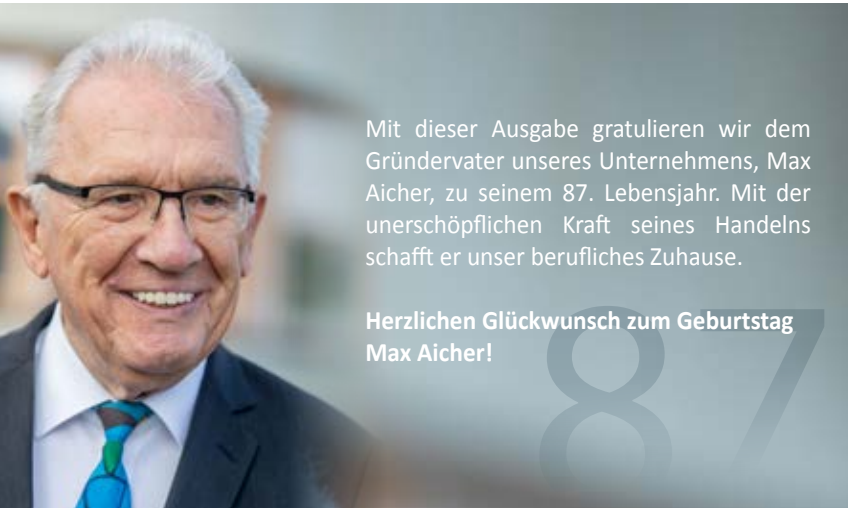 Mit dieser Ausgabe gratulieren wir dem
Gründervater unseres Unternehmens, Max
Aicher, zu seinem 87. Lebensjahr. Mit der
unerschöpflichen Kraft seines Handelns
schafft er unser berufliches Zuhause.
Herzlichen Glückwunsch zum Geburtstag
Max Aicher!
87